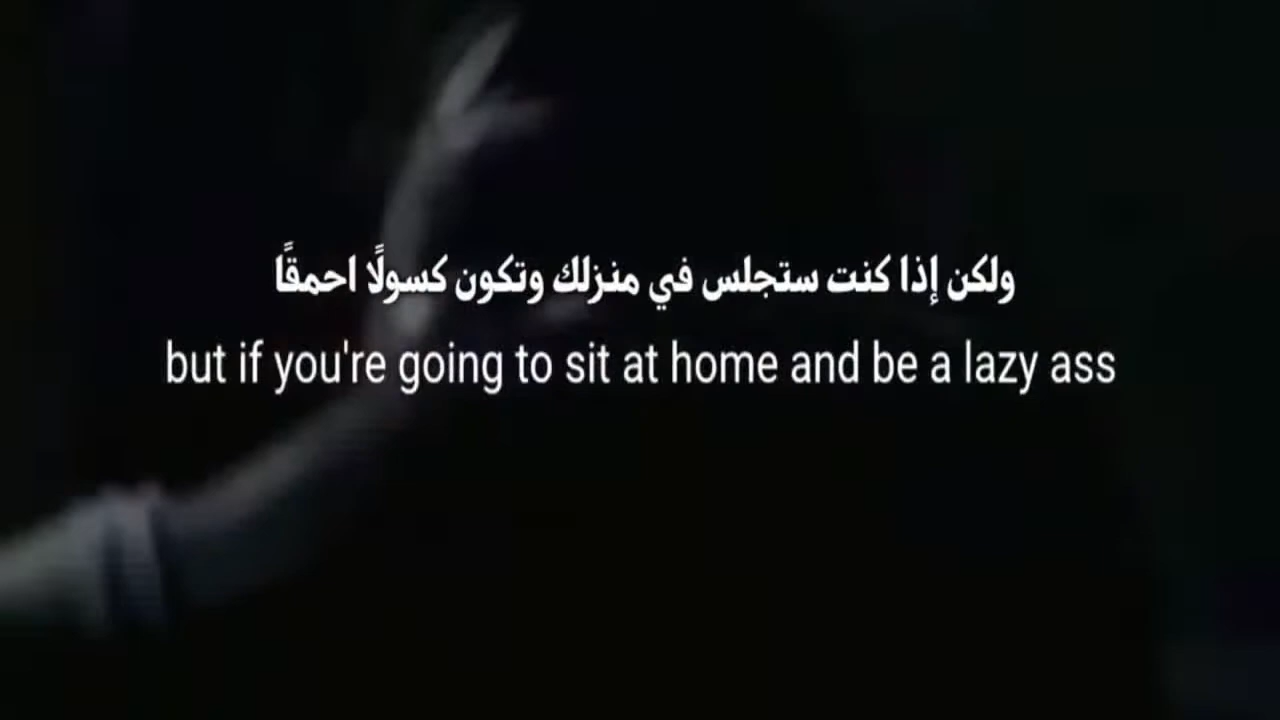 ولكن إذا كنت ستجلس في منزلك وتكون كسولًا احمقًا
but if you're going to sit at home and be a lazy ass